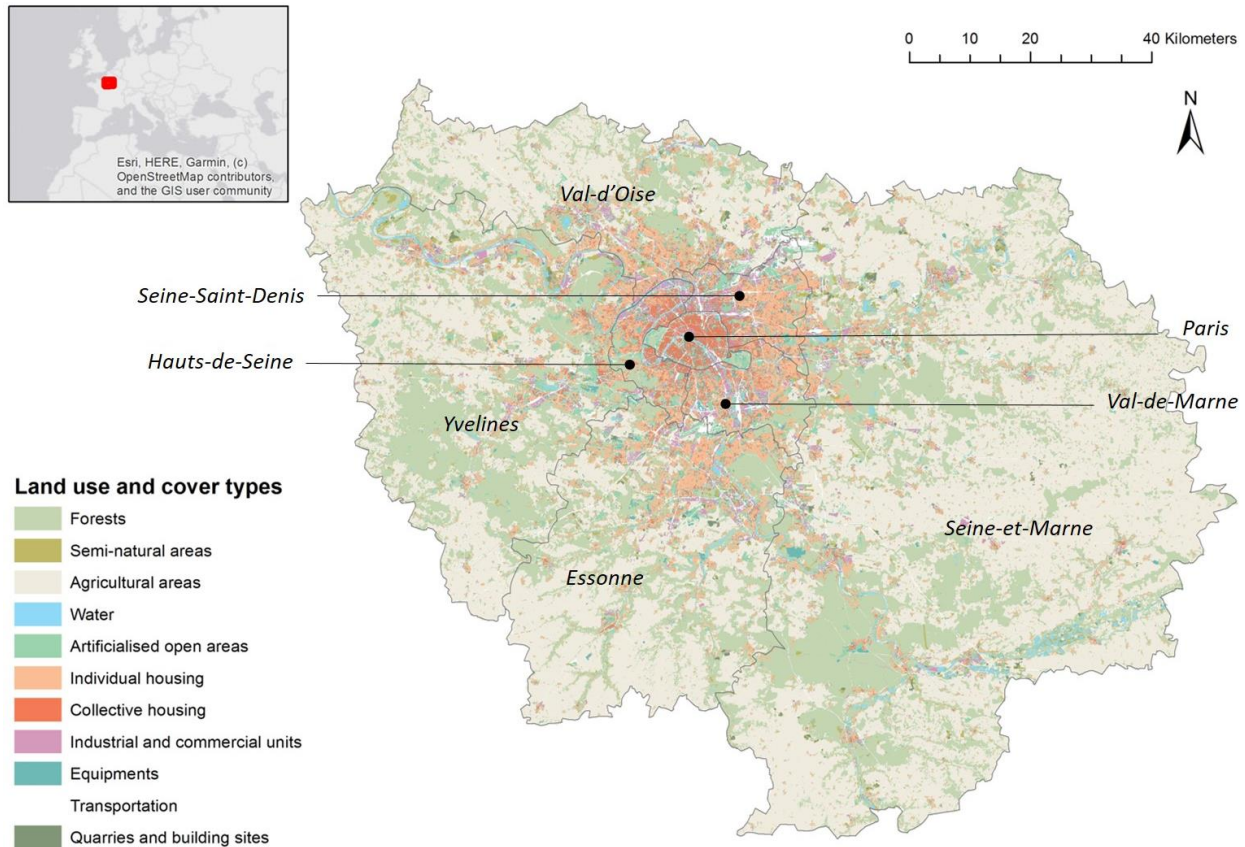 Esri, HERE, Garmin, (c)
OpenStreetMap contributors,
and the GIS user community
0 10 20 40 Kilometers
N
Val-d'Oise
Seine-Saint-Denis
Paris
Hauts-de-Seine
Val-de-Marne
Yvelines
Seine-et-Marne
Essonne
Land use and cover types
Forests
Semi-natural areas
Agricultural areas
Water
Artificialised open areas
Individual housing
Collective housing
Industrial and commercial units
Equipments
Transportation
Quarries and building sites